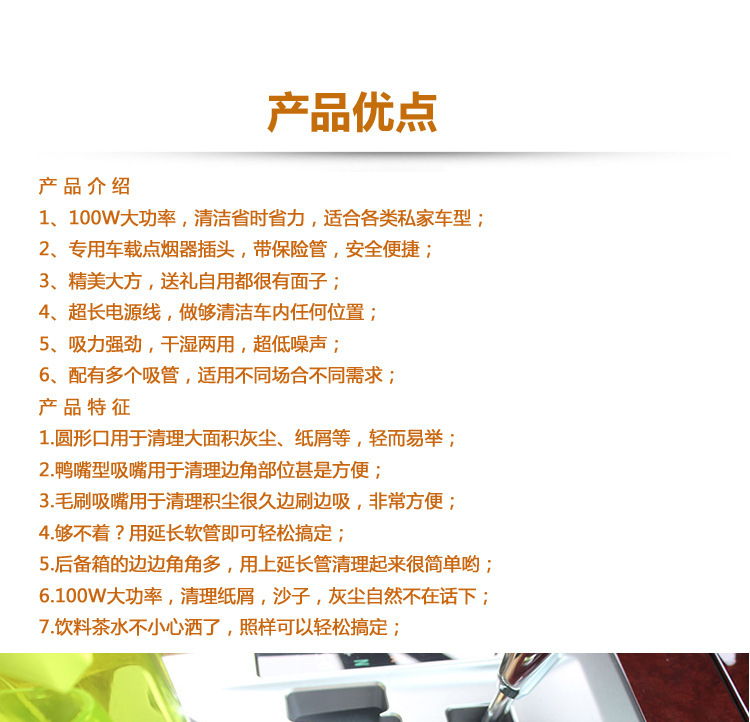 产品优点
产 品 介 绍
1、100W大功率，清洁省时省力，适合各类私家车型；
2、专用车载点烟器插头，带保险管，安全便捷；
3、精美大方，送礼自用都很有面子；
4、超长电源线，做够清洁车内任何位置；
5、吸力强劲，干湿两用，超低噪声；
6、配有多个吸管，适用不同场合不同需求；
产 品 特 征
1.圆形口用于清理大面积灰尘、纸屑等，轻而易举；
2.鸭嘴型吸嘴用于清理边角部位甚是方便；
3.毛刷吸嘴用于清理积尘很久边刷边吸，非常方便；
4.够不着？用延长软管即可轻松搞定；
5.后备箱的边边角角多，用上延长管清理起来很简单哟；
6.100W大功率，清理纸屑，沙子，灰尘自然不在话下；
7.饮料茶水不小心洒了，照样可以轻松搞定；
N